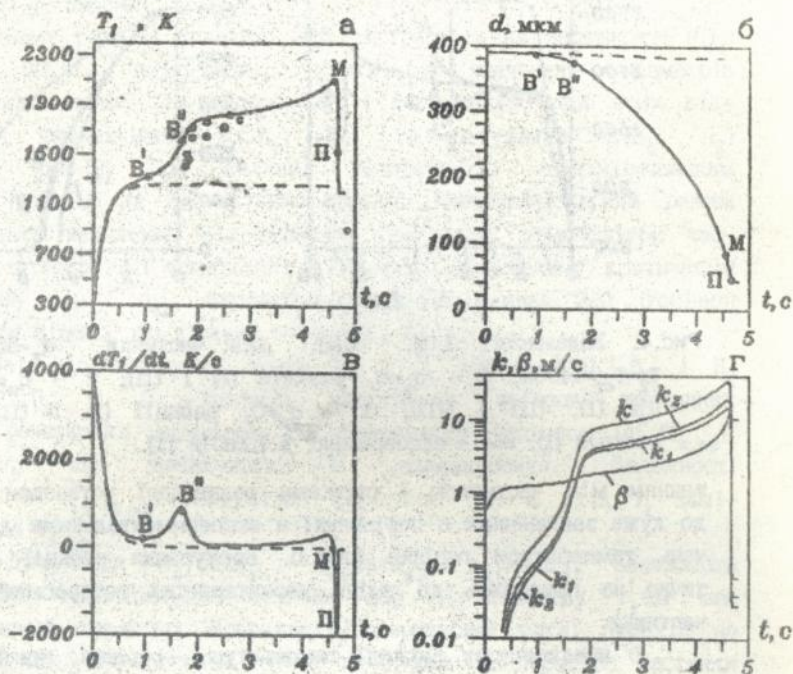 T₁ , K
а
2300
1900
1500
1100
700
300
B'
B"
M
П
0 1 2 3 4 5
t,c
d, мкм
б
400
300
200
100
0
B'
B"
M
П
0 1 2 3 4 5
t,c
dT₁/dt, K/c
в
4000
2000
0
-2000
B'
B"
M
П
0 1 2 3 4 5
t,c
k,β,м/с
г
10
1
0.1
0.01
k
k₂
k₁
β
k₁
k₂
0 1 2 3 4 5
t,c